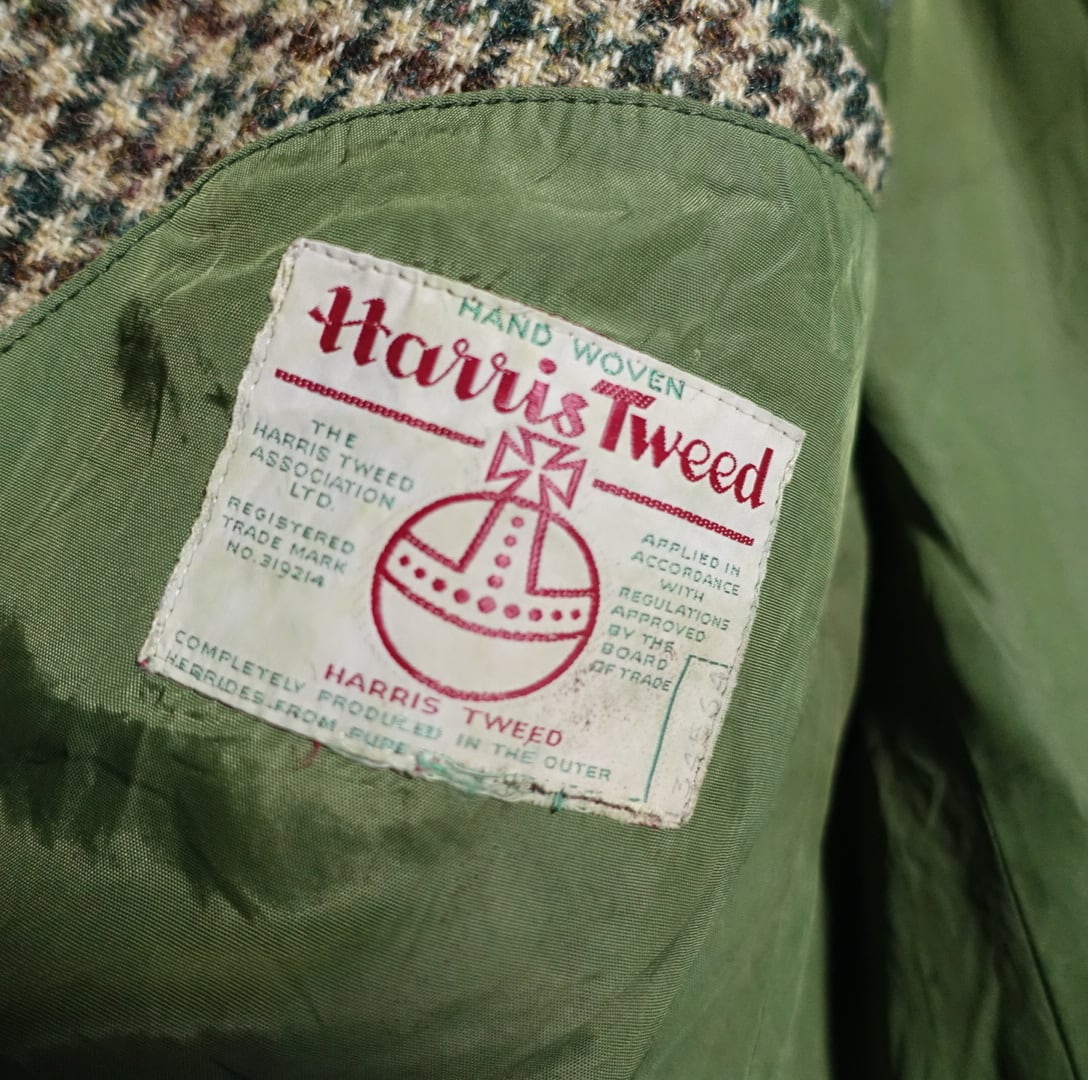 HAND WOVEN
Harris Tweed
THE
HARRIS TWEED
ASSOCIATION
LTD.
REGISTERED
TRADE MARK
NO.319214
APPLIED IN
ACCORDANCE
WITH
REGULATIONS
APPROVED
BY THE
BOARD
OF TRADE
HARRIS TWEED
COMPLETELY PRODUCED IN THE OUTER
HEBRIDES FROM PURE